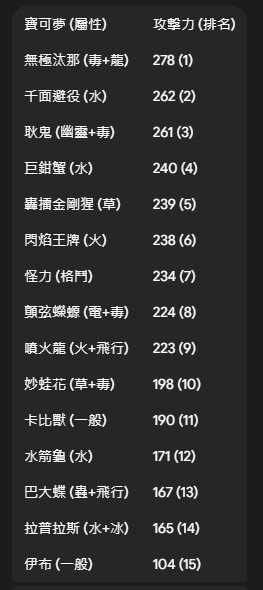 寶可夢 (屬性) 攻擊力 (排名)
無極汰那 (毒+龍) 278 (1)
千面避役 (水) 262 (2)
耿鬼 (幽靈+毒) 261 (3)
巨鉗蟹 (水) 240 (4)
轟擂金剛猩 (草) 239 (5)
閃焰王牌 (火) 238 (6)
怪力 (格鬥) 234 (7)
顫弦蠑螈 (電+毒) 224 (8)
噴火龍 (火+飛行) 223 (9)
妙蛙花 (草+毒) 198 (10)
卡比獸 (一般) 190 (11)
水箭龜 (水) 171 (12)
巴大蝶 (蟲+飛行) 167 (13)
拉普拉斯 (水+冰) 165 (14)
伊布 (一般) 104 (15)